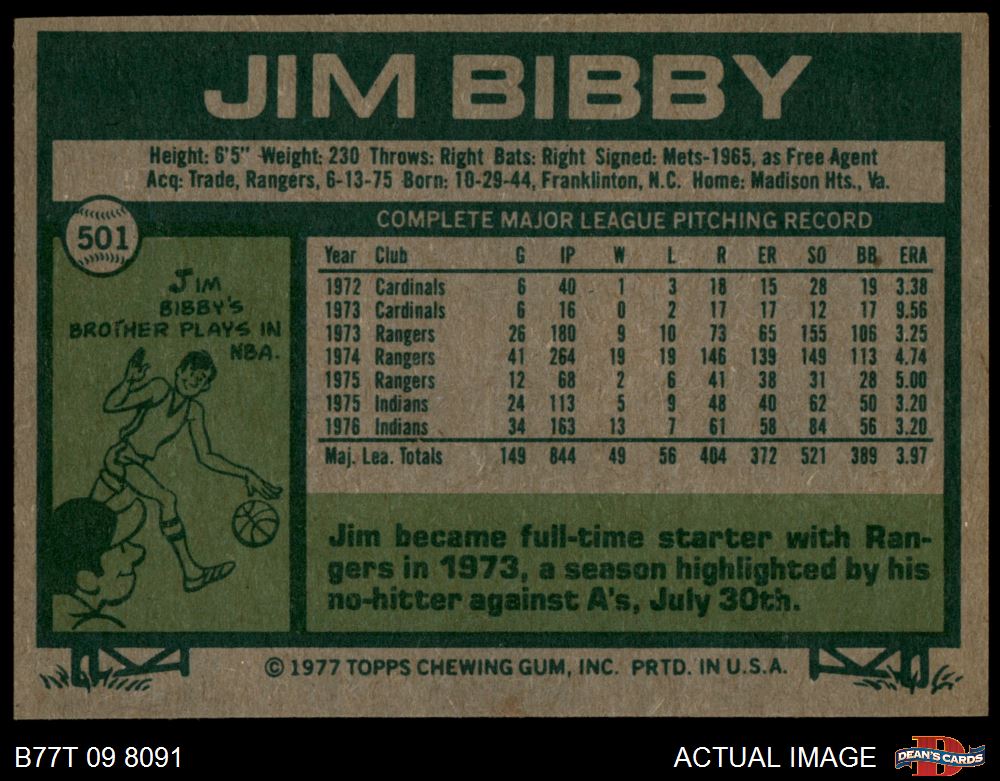 JIM BIBBY
Height: 6'5" Weight: 230 Throws: Right Bats: Right Signed: Mets-1965, as Free Agent
Acq: Trade, Rangers, 6-13-75 Born: 10-29-44, Franklinton, N.C. Home: Madison Hts., Va.
501
COMPLETE MAJOR LEAGUE PITCHING RECORD
JIM
BIBBY'S
BROTHER PLAYS IN
NBA.
Year Club G IP W L R ER SO BB ERA
1972 Cardinals 6 40 1 3 18 15 28 19 3.38
1973 Cardinals 6 16 0 2 17 17 12 17 9.56
1973 Rangers 26 180 9 10 73 65 155 106 3.25
1974 Rangers 41 264 19 19 146 139 149 113 4.74
1975 Rangers 12 68 2 6 41 38 31 28 5.00
1975 Indians 24 113 5 9 48 40 62 50 3.20
1976 Indians 34 163 13 7 61 58 84 56 3.20
Maj. Lea. Totals 149 844 49 56 404 372 521 389 3.97
Jim became full-time starter with Ran-
gers in 1973, a season highlighted by his
no-hitter against A's, July 30th.
© 1977 TOPPS CHEWING GUM, INC. PRTD. IN U.S.A.
B77T 09 8091
ACTUAL IMAGE
D
DEAN'S CARDS